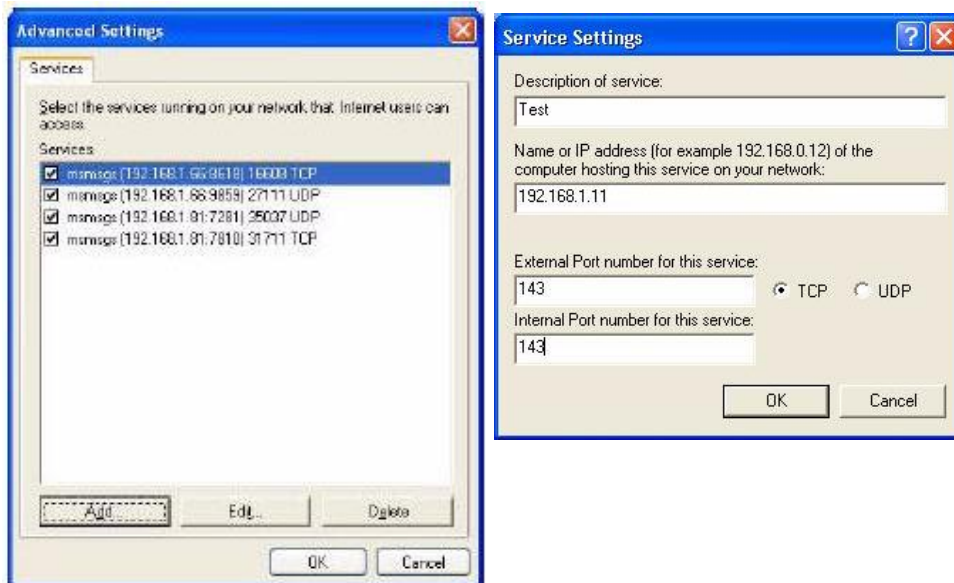 Advanced Settings
Services
Select the services running on your network that Internet users can
access.
Services
msmsgs (192.168.1.66:9618) 16608 TCP
msmsgs (192.168.1.66:9859) 27111 UDP
msmsgs (192.168.1.81:7281) 35037 UDP
msmsgs (192.168.1.81:7810) 31711 TCP
Add...
Edit...
Delete
OK
Cancel
Service Settings
Description of service:
Test
Name or IP address (for example 192.168.0.12) of the
computer hosting this service on your network:
192.168.1.11
External Port number for this service:
143
TCP
UDP
Internal Port number for this service:
143
OK
Cancel